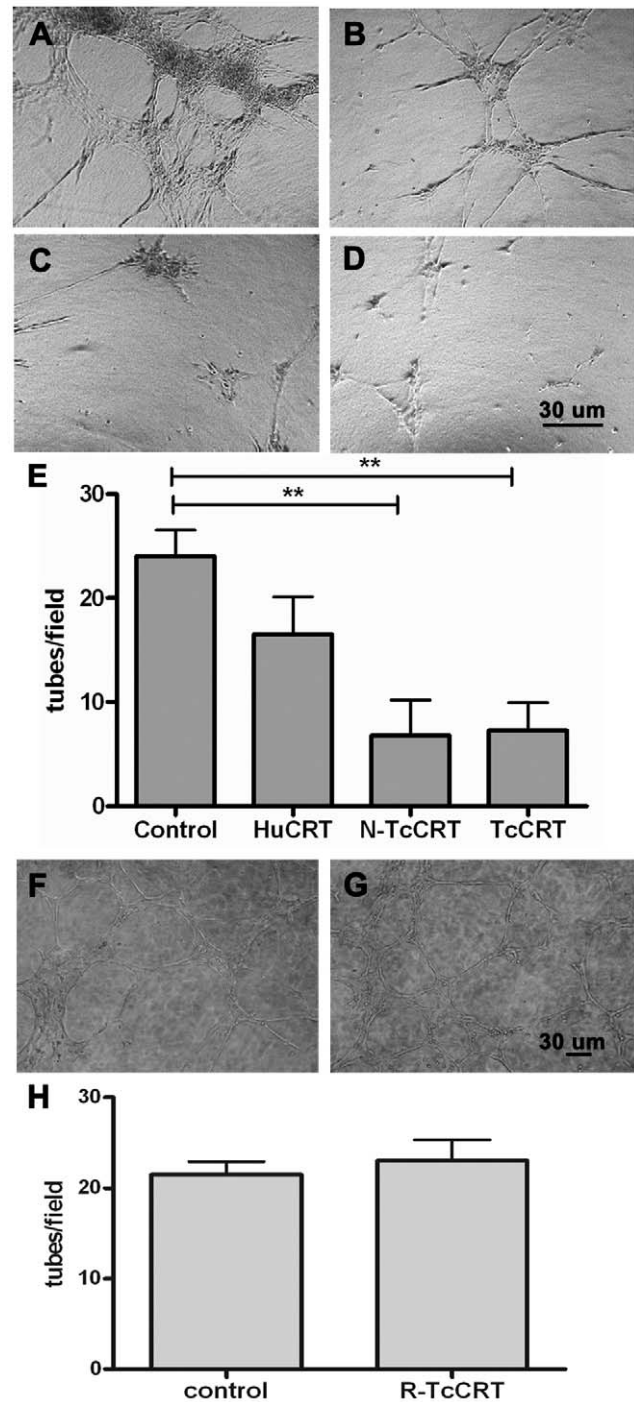 A
B
C
D
30 um
E
**
**
30
20
10
0
tubes/field
Control HuCRT N-TcCRT TcCRT
F
G
30 um
H
30
20
10
0
tubes/field
control R-TcCRT